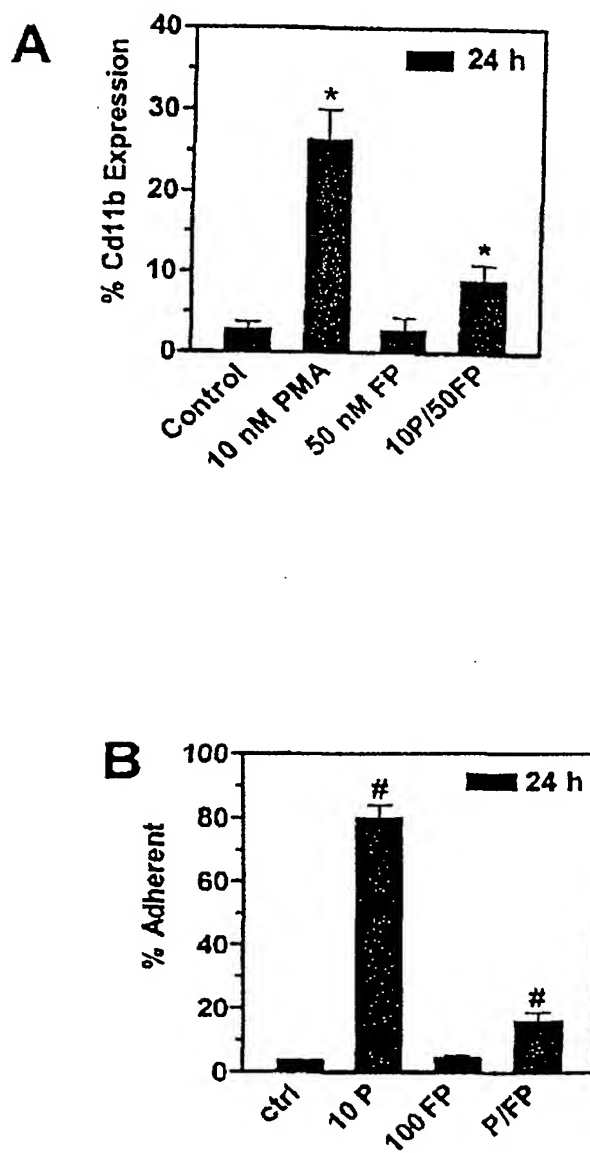 A
% Cd11b Expression
40
30
20
10
0
24 h
*
*
Control
10 nM PMA
50 nM FP
10P/50FP
B
% Adherent
100
80
60
40
20
0
24 h
#
#
ctrl
10 P
100 FP
P/FP